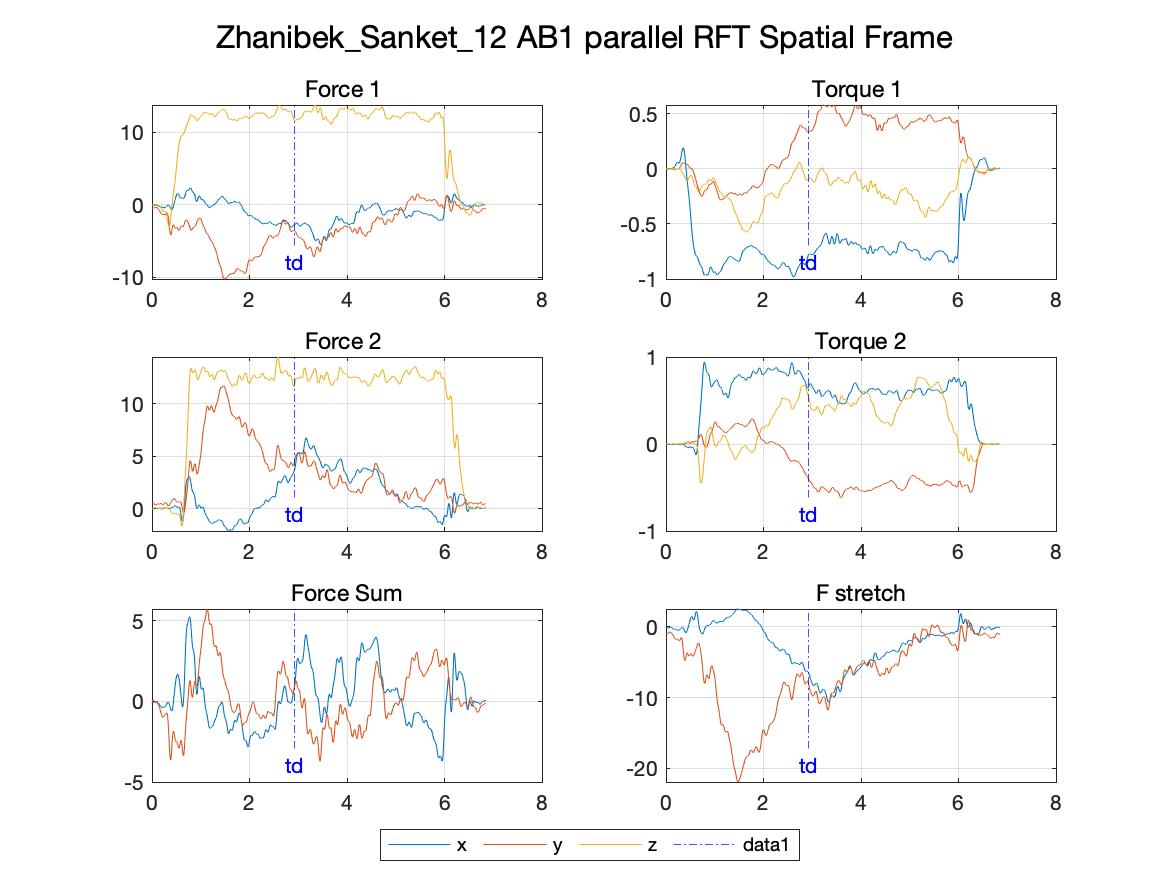 Zhanibek_Sanket_12 AB1 parallel RFT Spatial Frame
Force 1
10
0
-10
td
0 2 4 6 8
Torque 1
0.5
0
-0.5
-1
td
0 2 4 6 8
Force 2
10
5
0
td
0 2 4 6 8
Torque 2
1
0
-1
td
0 2 4 6 8
Force Sum
5
0
-5
td
0 2 4 6 8
F stretch
0
-10
-20
td
0 2 4 6 8
x y z data1